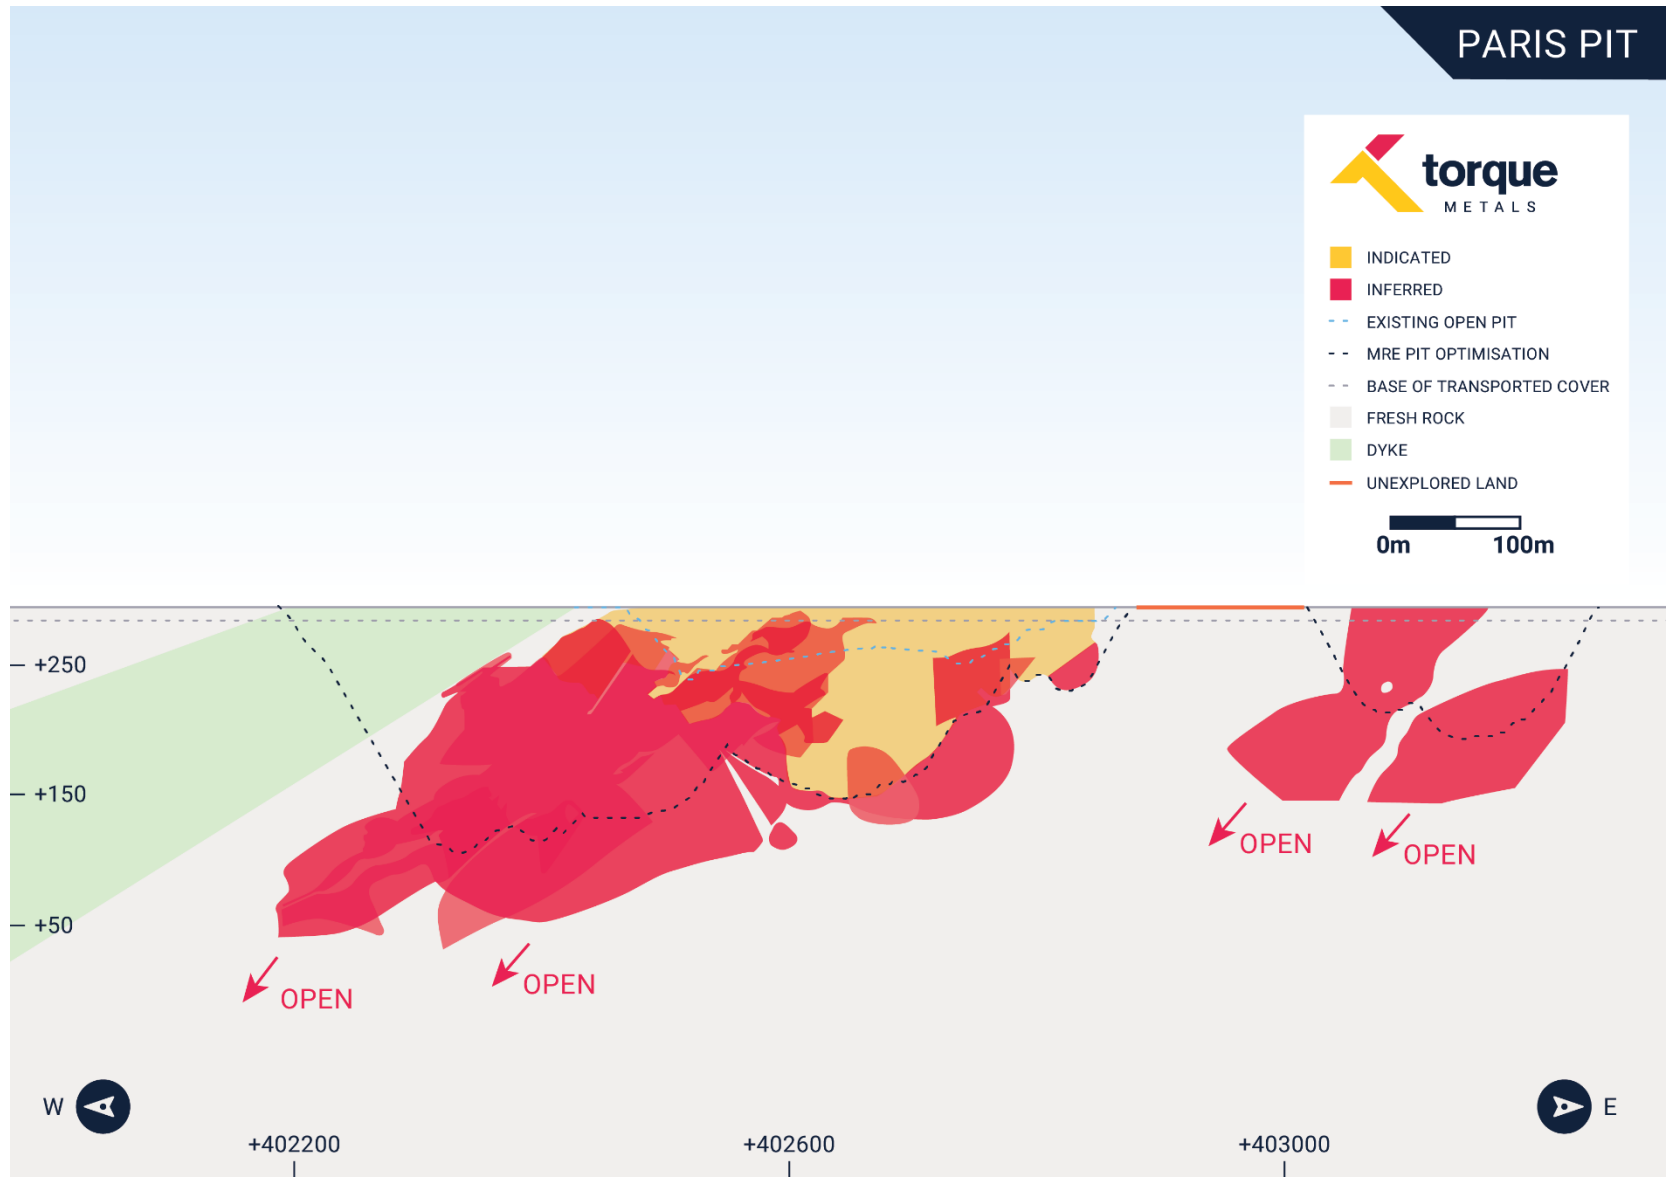 PARIS PIT
torque
METALS
INDICATED
INFERRED
EXISTING OPEN PIT
MRE PIT OPTIMISATION
BASE OF TRANSPORTED COVER
FRESH ROCK
DYKE
UNEXPLORED LAND
0m 100m
+250
+150
+50
OPEN
OPEN
OPEN
OPEN
W
E
+402200
+402600
+403000